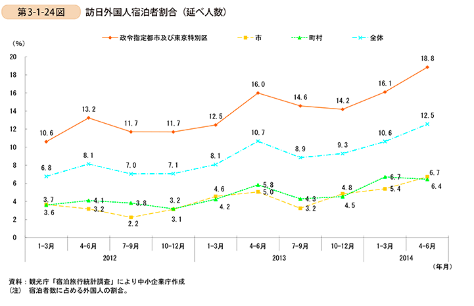 第3-1-24図 訪日外国人宿泊者割合（延べ人数）
(%)
政令指定都市及び東京特別区 市 町村 全体
20
18
16
14
12
10
8
6
4
2
0
10.6 13.2 11.7 11.7 12.5 16.0 14.6 14.2 16.1 18.8
6.8 8.1 7.0 7.1 8.1 10.7 8.9 9.3 10.6 12.5
3.7 4.1 3.8 3.2 4.6 5.8 4.3 4.8 6.7 6.7
3.6 3.2 2.2 3.1 4.2 5.0 3.2 4.5 5.4 6.4
1-3月 4-6月 7-9月 10-12月 1-3月 4-6月 7-9月 10-12月 1-3月 4-6月
2012 2013 2014 (年月)
資料：観光庁「宿泊旅行統計調査」により中小企業庁作成
（注） 宿泊者数に占める外国人の割合。